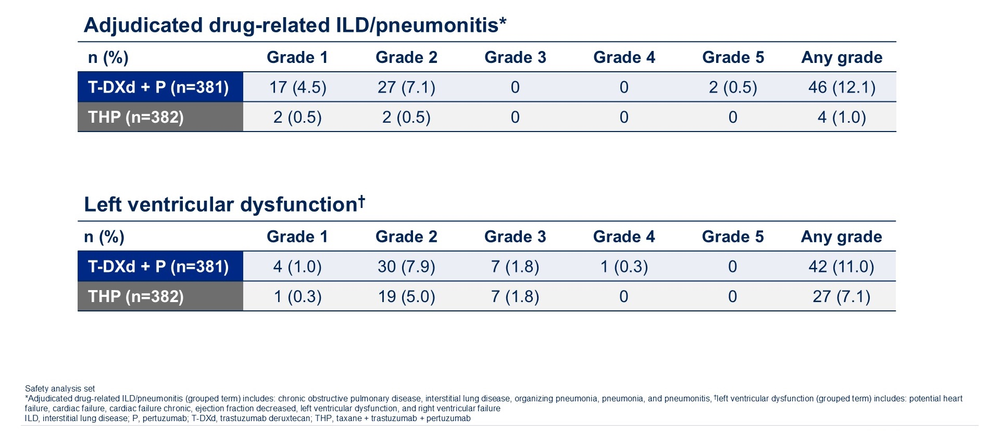 Adjudicated drug-related ILD/pneumonitis*
n (%) Grade 1 Grade 2 Grade 3 Grade 4 Grade 5 Any grade
T-DXd + P (n=381) 17 (4.5) 27 (7.1) 0 0 2 (0.5) 46 (12.1)
THP (n=382) 2 (0.5) 2 (0.5) 0 0 0 4 (1.0)
Left ventricular dysfunction†
n (%) Grade 1 Grade 2 Grade 3 Grade 4 Grade 5 Any grade
T-DXd + P (n=381) 4 (1.0) 30 (7.9) 7 (1.8) 1 (0.3) 0 42 (11.0)
THP (n=382) 1 (0.3) 19 (5.0) 7 (1.8) 0 0 27 (7.1)
Safety analysis set
*Adjudicated drug-related ILD/pneumonitis (grouped term) includes: chronic obstructive pulmonary disease, interstitial lung disease, organizing pneumonia, pneumonia, and pneumonitis, †left ventricular dysfunction (grouped term) includes: potential heart
failure, cardiac failure, cardiac failure chronic, ejection fraction decreased, left ventricular dysfunction, and right ventricular failure
ILD, interstitial lung disease; P, pertuzumab; T-DXd, trastuzumab deruxtecan; THP, taxane + trastuzumab + pertuzumab